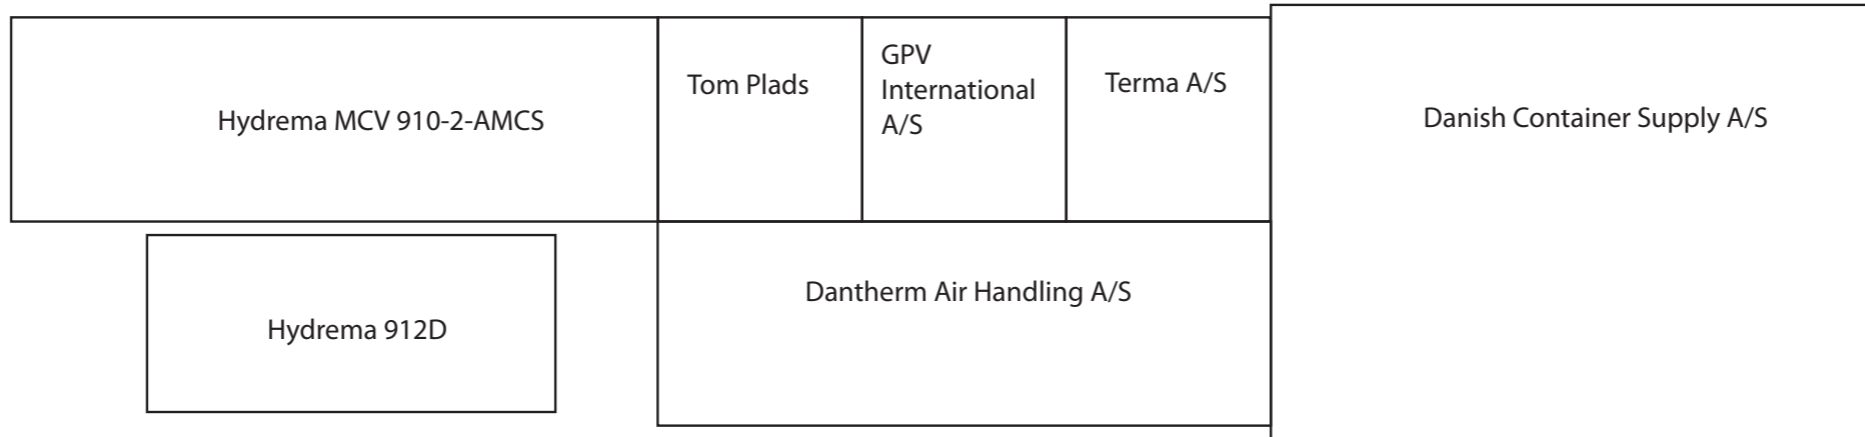 Hydrema MCV 910-2-AMCS
Tom Plads
GPV
International
A/S
Terma A/S
Danish Container Supply A/S
Hydrema 912D
Dantherm Air Handling A/S